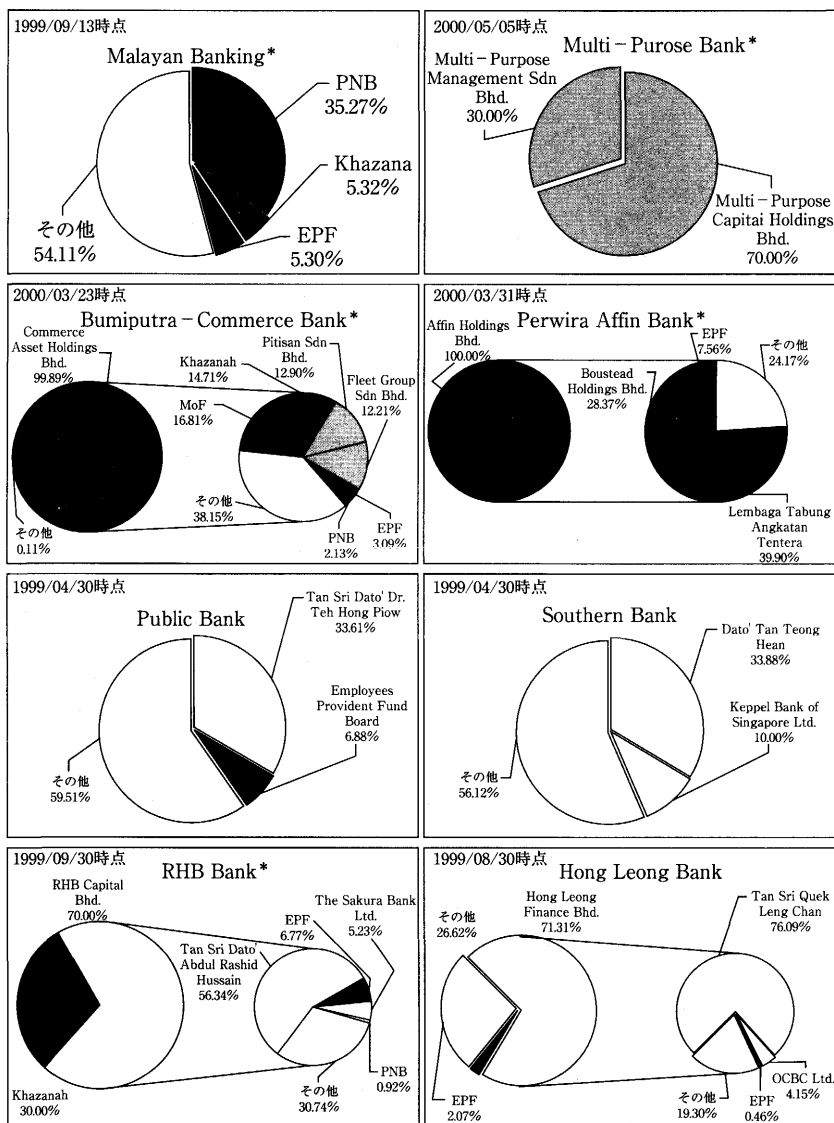 1999/09/13時点
Malayan Banking*
PNB
35.27%
Khazana
5.32%
EPF
5.30%
その他
54.11%
2000/05/05時点
Multi-Purose Bank*
Multi-Purpose
Management Sdn
Bhd.
30.00%
Multi-Purpose
Capitai Holdings
Bhd.
70.00%
2000/03/23時点
Bumiputra-Commerce Bank*
Commerce
Asset Holdings
Bhd.
99.89%
その他
0.11%
Khazanah
14.71%
Pitisan Sdn
Bhd.
12.90%
Fleet Group
Sdn Bhd.
12.21%
MoF
16.81%
その他
38.15%
PNB
2.13%
EPF
3.09%
2000/03/31時点
Perwira Affin Bank*
Affin Holdings
Bhd.
100.00%
EPF
7.56%
その他
24.17%
Boustead
Holdings Bhd.
28.37%
Lembaga Tabung
Angkatan
Tentera
39.90%
1999/04/30時点
Public Bank
Tan Sri Dato' Dr.
Teh Hong Piow
33.61%
Employees
Provident Fund
Board
6.88%
その他
59.51%
1999/04/30時点
Southern Bank
Dato' Tan Teong
Hean
33.88%
Keppel Bank of
Singapore Ltd.
10.00%
その他
56.12%
1999/09/30時点
RHB Bank*
RHB Capital
Bhd.
70.00%
Khazanah
30.00%
EPF
6.77%
The Sakura Bank
Ltd.
5.23%
Tan Sri Dato'
Abdul Rashid
Hussain
56.34%
その他
30.74%
PNB
0.92%
1999/08/30時点
Hong Leong Bank
その他
26.62%
Hong Leong
Finance Bhd.
71.31%
EPF
2.07%
Tan Sri Quek
Leng Chan
76.09%
その他
19.30%
EPF
0.46%
OCBC Ltd.
4.15%